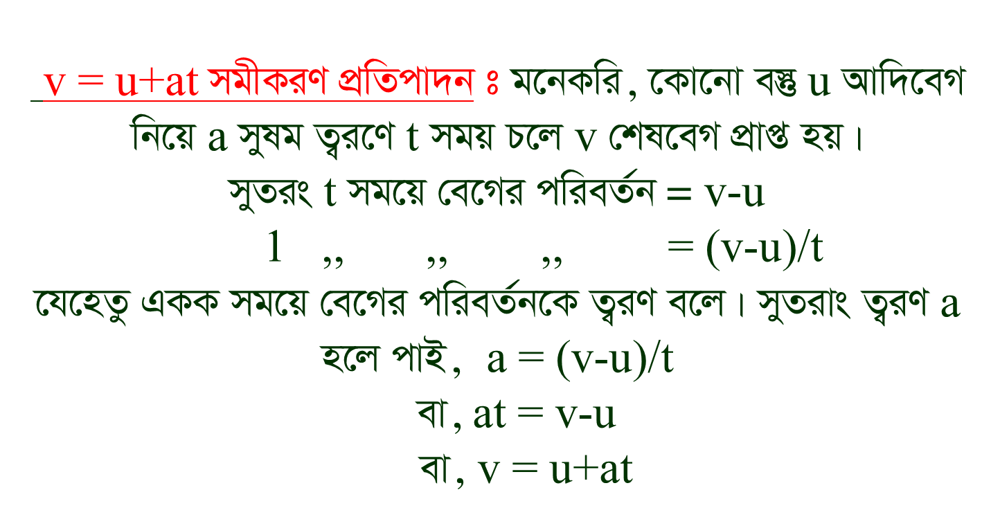 v = u+at সমীকরণ প্রতিপাদন ঃ মনেকরি, কোনো বস্তু u আদিবেগ
নিয়ে a সুষম ত্বরণে t সময় চলে v শেষবেগ প্রাপ্ত হয়।
সুতরং t সময়ে বেগের পরিবর্তন = v-u
1 ,, ,, ,, = (v-u)/t
যেহেতু একক সময়ে বেগের পরিবর্তনকে ত্বরণ বলে। সুতরাং ত্বরণ a
হলে পাই, a = (v-u)/t
বা, at = v-u
বা, v = u+at